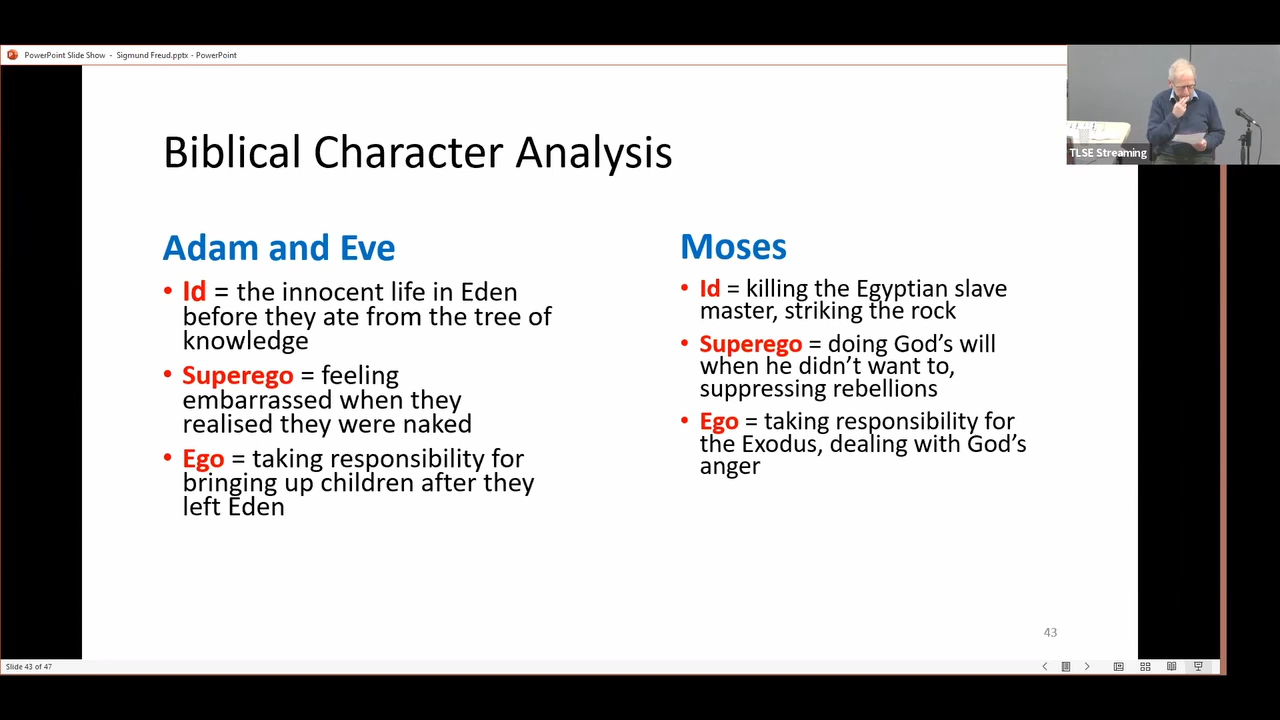 PowerPoint Slide Show - Sigmund Freud.pptx - PowerPoint
TLSE Streaming
Biblical Character Analysis
Adam and Eve
• Id = the innocent life in Eden
before they ate from the tree of
knowledge
• Superego = feeling
embarrassed when they
realised they were naked
• Ego = taking responsibility for
bringing up children after they
left Eden
Moses
• Id = killing the Egyptian slave
master, striking the rock
• Superego = doing God’s will
when he didn’t want to,
suppressing rebellions
• Ego = taking responsibility for
the Exodus, dealing with God’s
anger
43
Slide 43 of 47